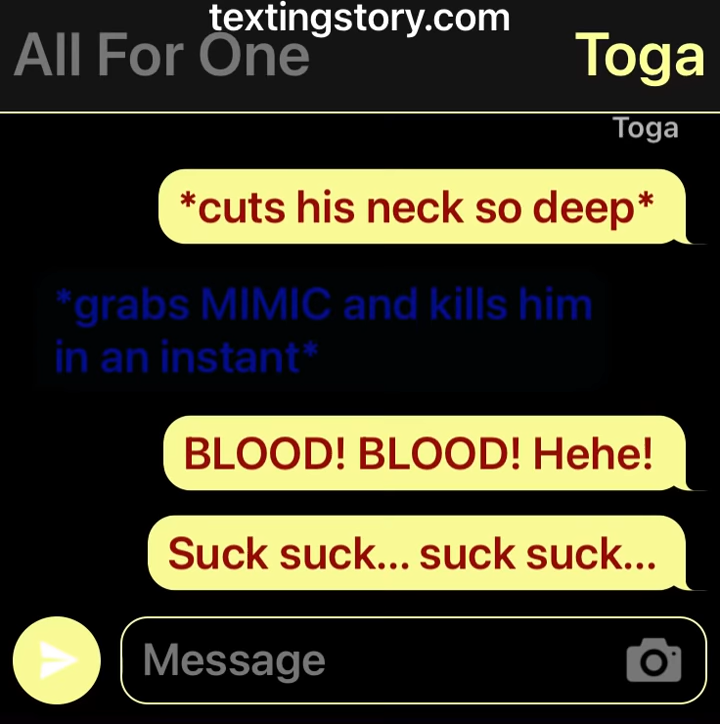 textingstory.com
All For One
Toga
Toga
*cuts his neck so deep*
*grabs MIMIC and kills him
in an instant*
BLOOD! BLOOD! Hehe!
Suck suck... suck suck...
Message